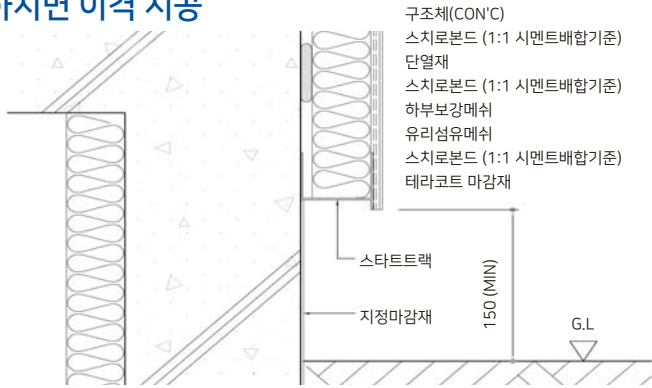 하지면 이격 시공
구조체(CON'C)
스치로본드 (1:1 시멘트배합기준)
단열재
스치로본드 (1:1 시멘트배합기준)
하부보강메쉬
유리섬유메쉬
스치로본드 (1:1 시멘트배합기준)
테라코트 마감재
스타트트랙
지정마감재
150 (MIN)
G.L